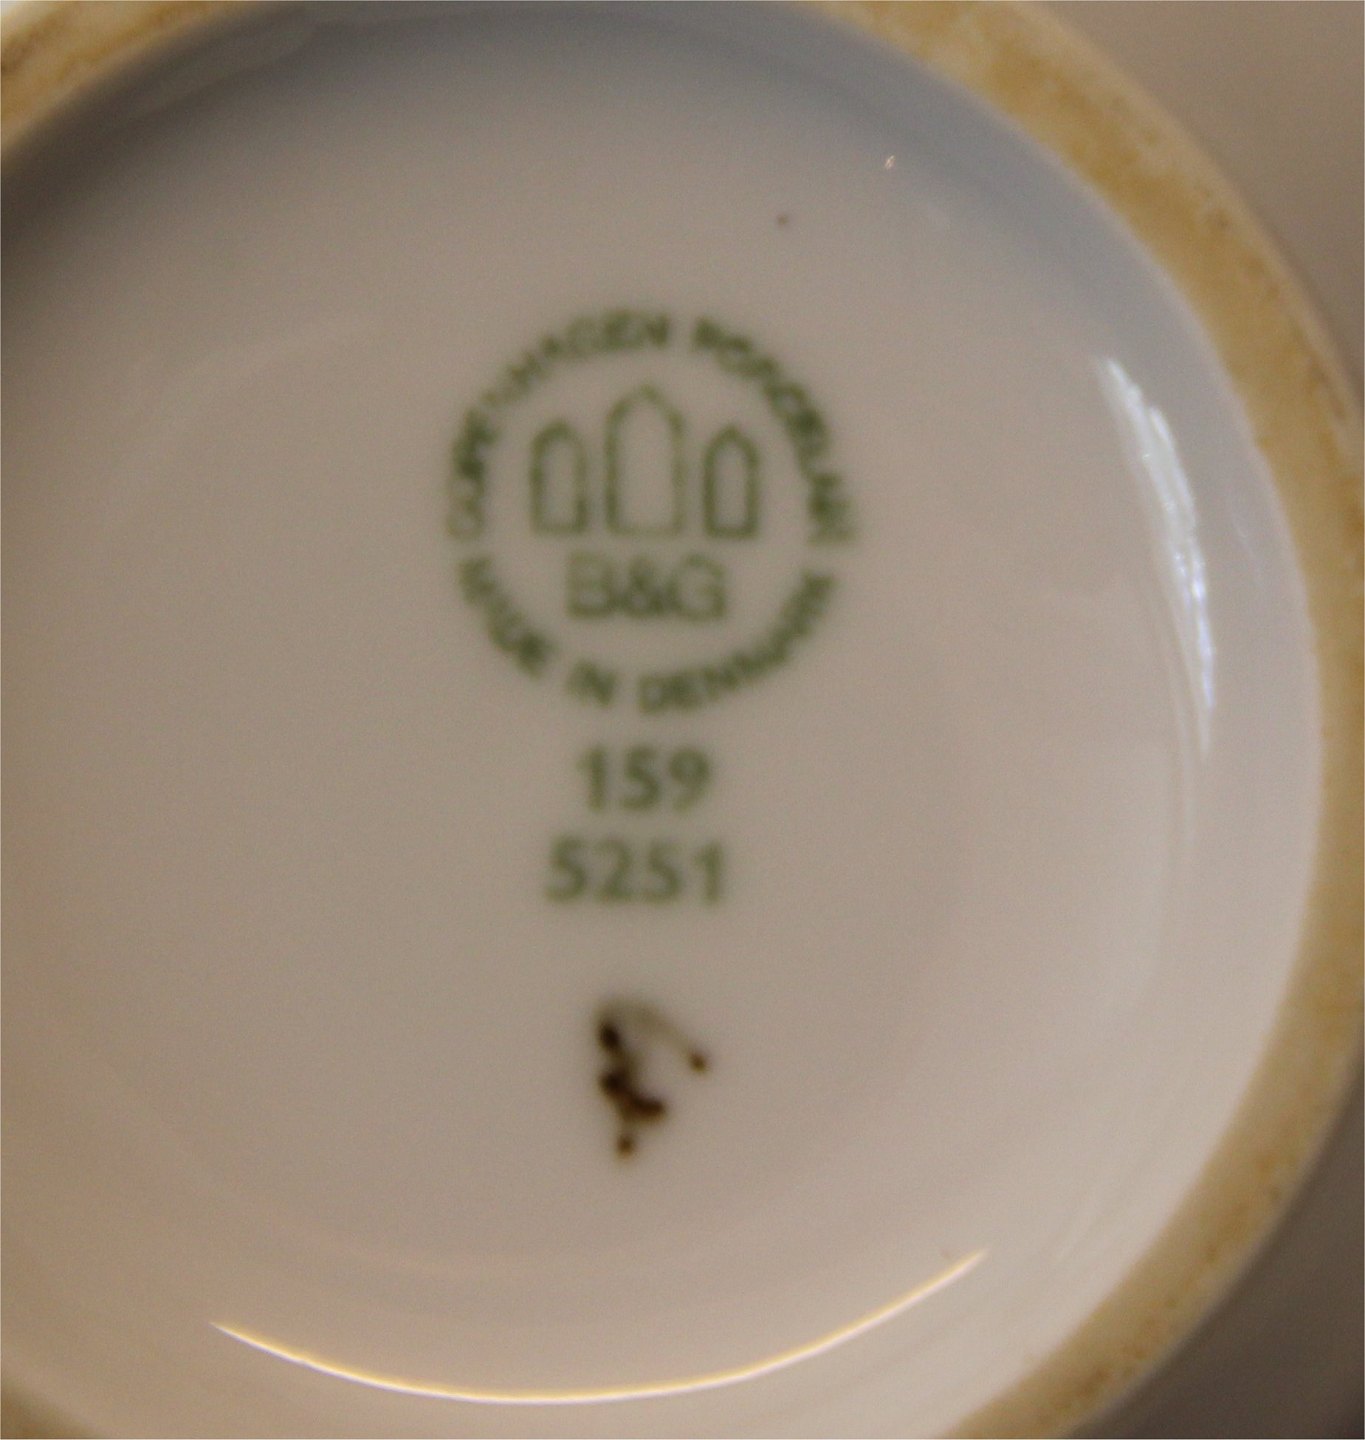 COPENHAGEN PORCELAIN
B&G
MADE IN DENMARK
159
5251